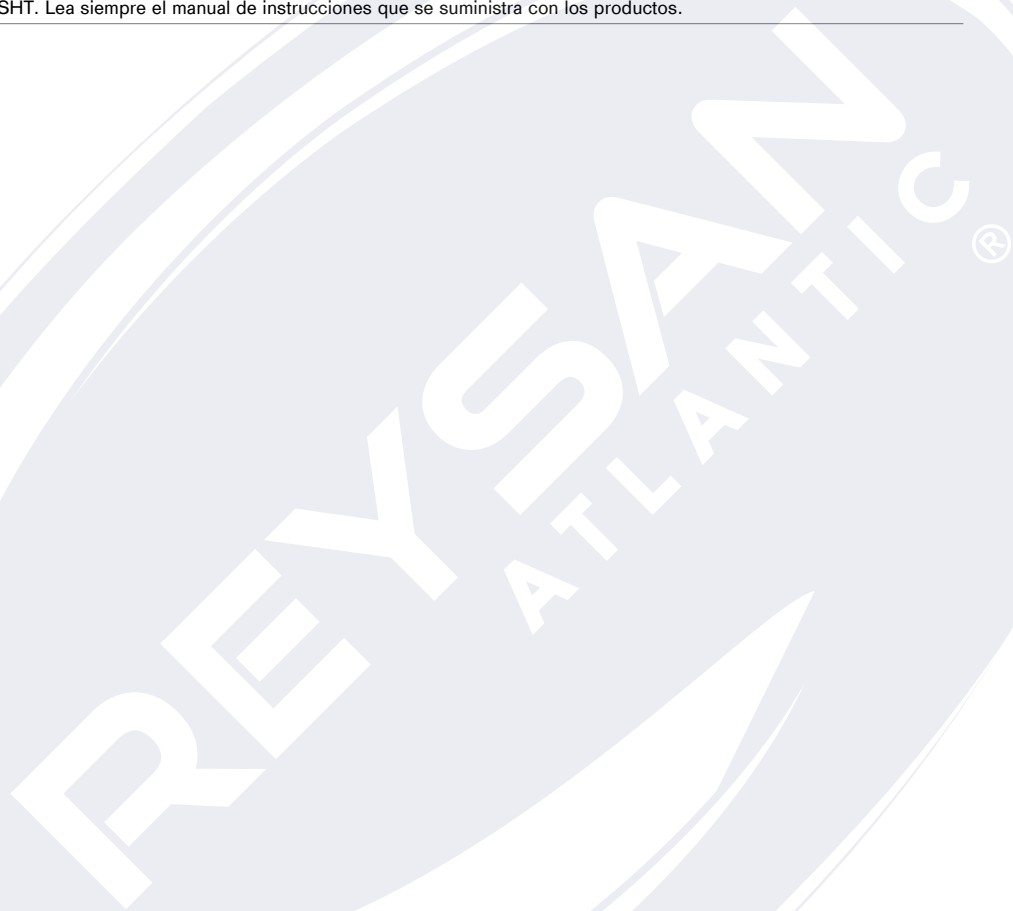 SHT. Lea siempre el manual de instrucciones que se suministra con los productos.
REYSAN
ATLANTIC ®